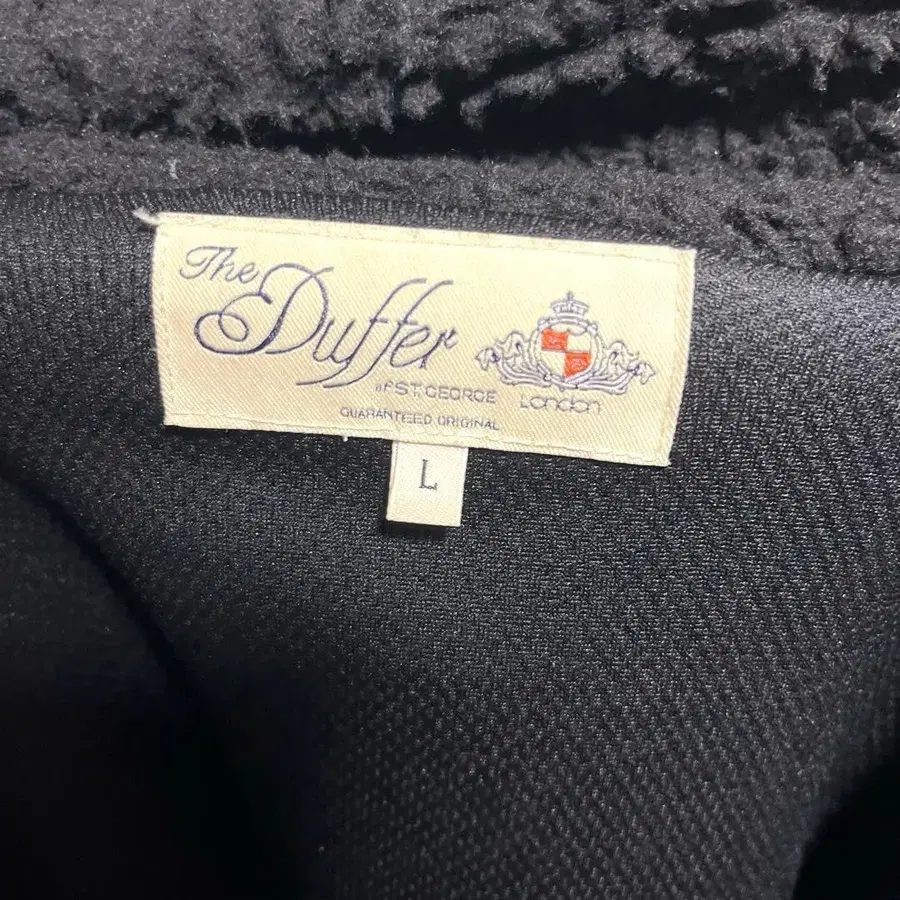 The
Duffer
OF ST. GEORGE London
GUARANTEED ORIGINAL
L